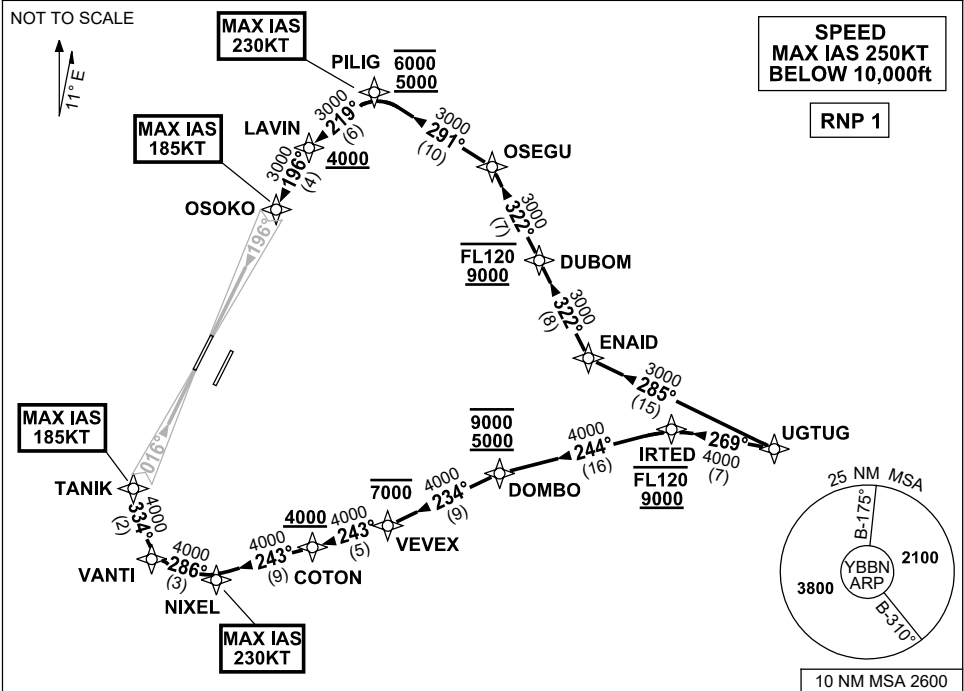 NOT TO SCALE
11° E
MAX IAS
230KT
PILIG
6000
5000
SPEED
MAX IAS 250KT
BELOW 10,000ft
RNP 1
3000
219°
(6)
3000
291°
(10)
MAX IAS
185KT
LAVIN
4000
3000
196°
(4)
OSEGU
OSOKO
3000
322°
(7)
196°
FL120
9000
DUBOM
3000
322°
(8)
ENAID
3000
285°
(15)
MAX IAS
185KT
016°
9000
5000
4000
244°
(16)
IRTED
FL120
9000
269°
4000
(7)
UGTUG
TANIK
4000
334°
(2)
7000
4000
234°
(9)
DOMBO
4000
4000
243°
(5)
VEVEX
4000
243°
(9)
COTON
VANTI
4000
286°
(3)
NIXEL
MAX IAS
230KT
25 NM MSA
B-175°
2100
YBBN
ARP
3800
B-310°
10 NM MSA 2600